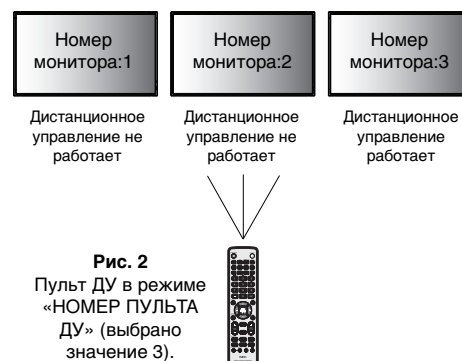 Номер
монитора:1
Номер
монитора:2
Номер
монитора:3
Дистанционное
управление не
работает
Дистанционное
управление не
работает
Дистанционное
управление
работает
Рис. 2
Пульт ДУ в режиме
«НОМЕР ПУЛЬТА
ДУ» (выбрано
значение 3).